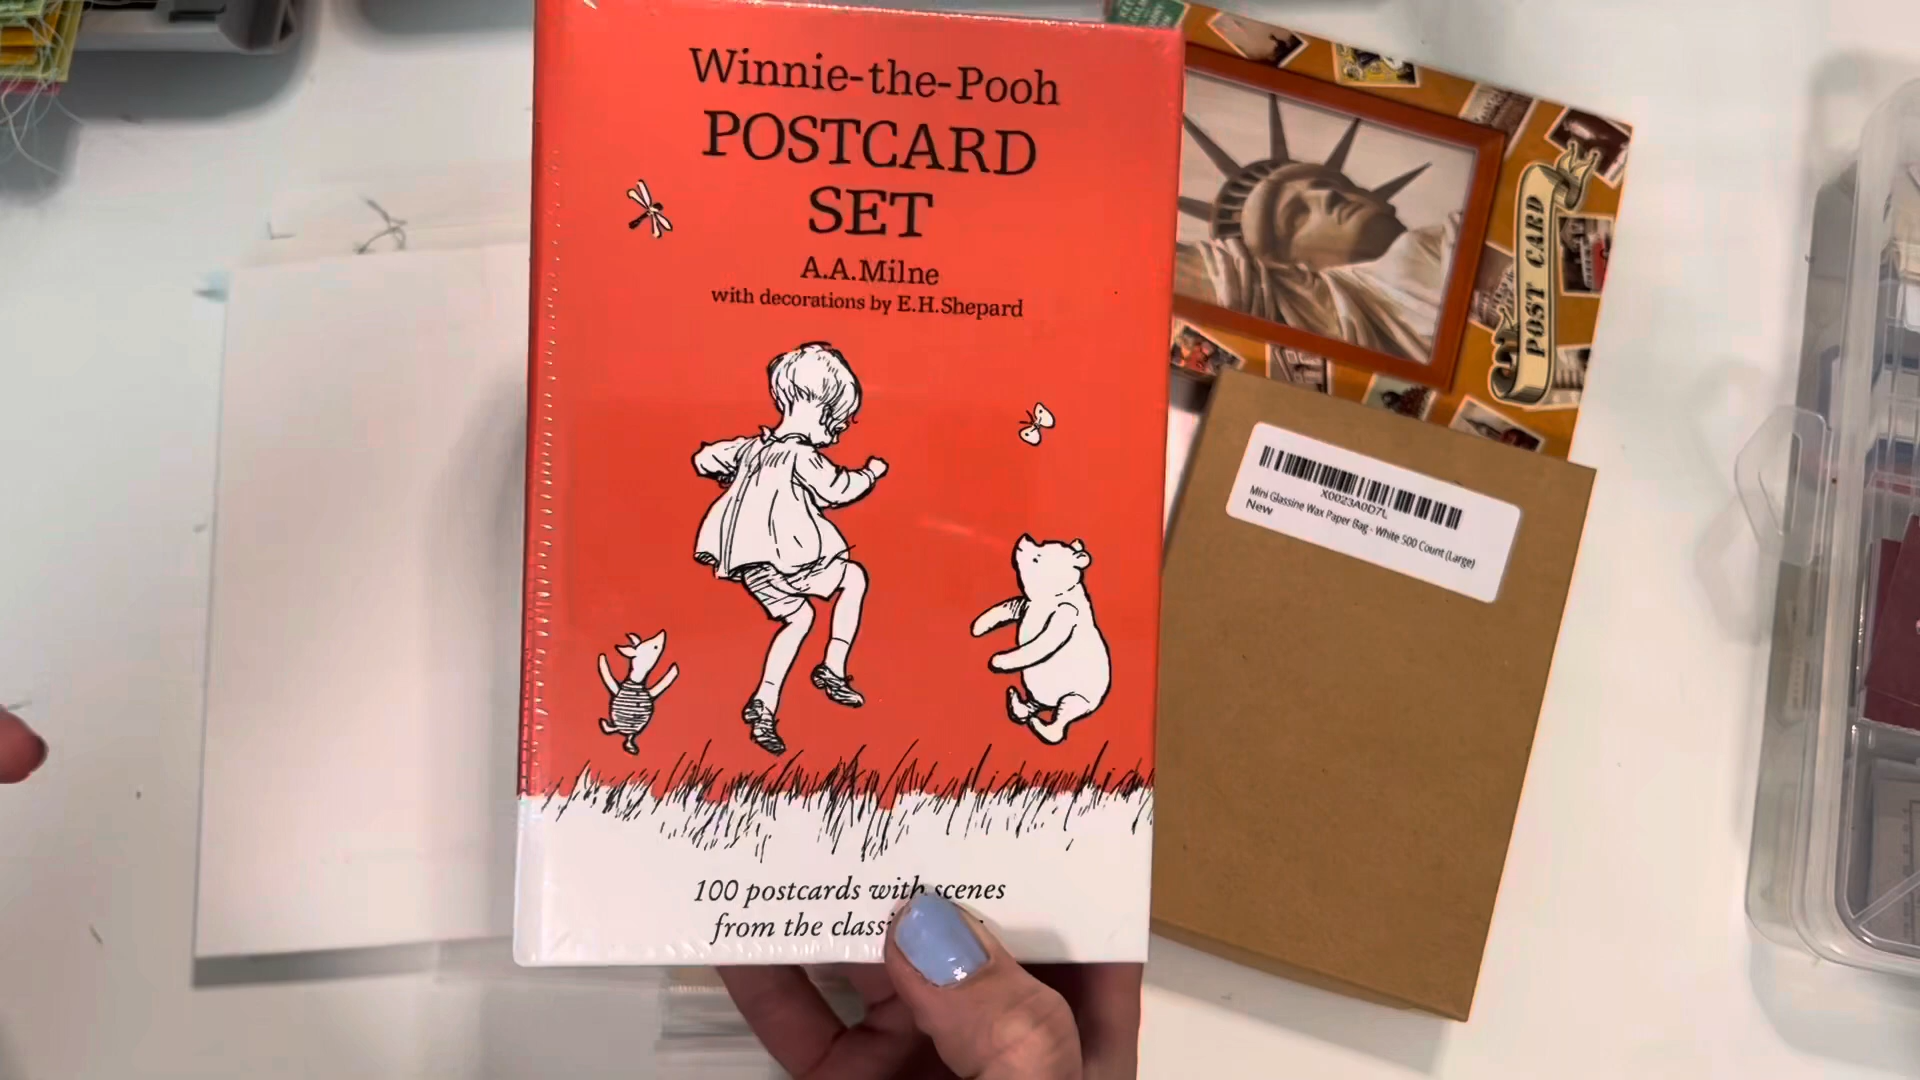 Winnie-the-Pooh
POSTCARD
SET
A.A.Milne
with decorations by E.H.Shepard
100 postcards with scenes
from the
POST CARD
X0023A0D7L
Mini Glassine Wax Paper Bag - White 500 Count (Large)
New